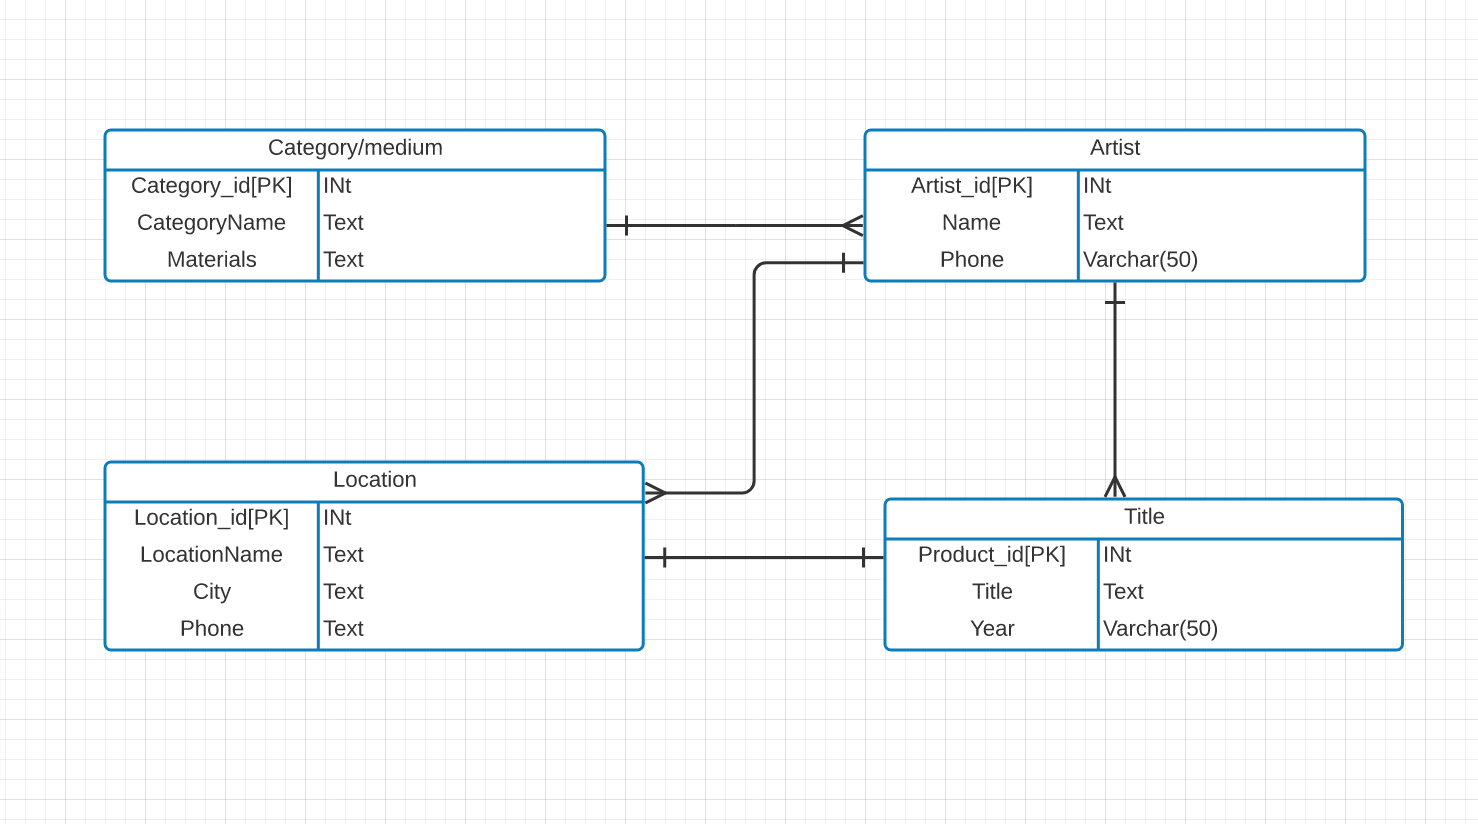 Category/medium
Category_id[PK] INt
CategoryName Text
Materials Text
Artist
Artist_id[PK] INt
Name Text
Phone Varchar(50)
Location
Location_id[PK] INt
LocationName Text
City Text
Phone Text
Title
Product_id[PK] INt
Title Text
Year Varchar(50)